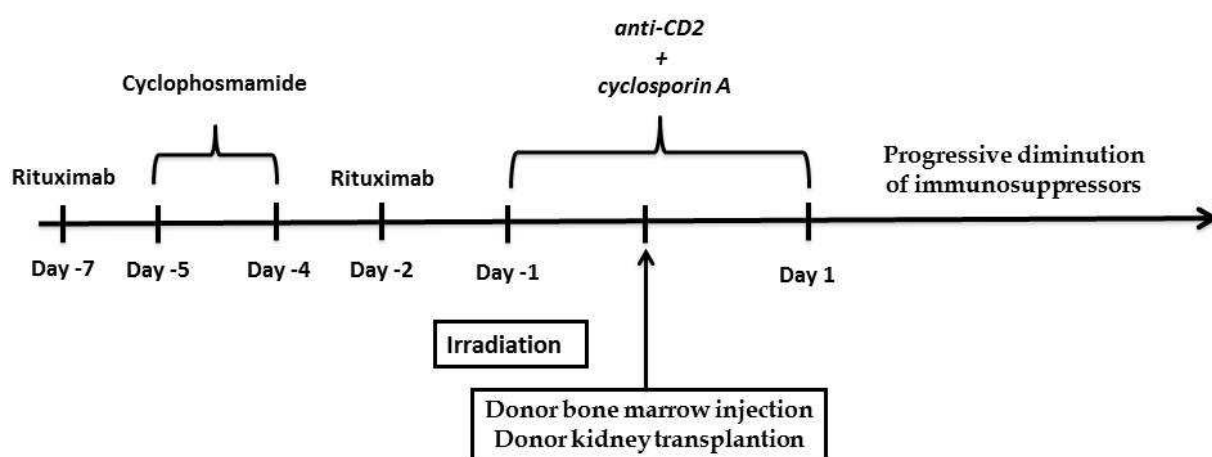 anti-CD2
+
cyclosporin A
Cyclophosmamide
Progressive diminution
of immunosuppressors
Rituximab
Rituximab
Day -7
Day -5
Day -4
Day -2
Day -1
Day 1
Irradiation
Donor bone marrow injection
Donor kidney transplantion